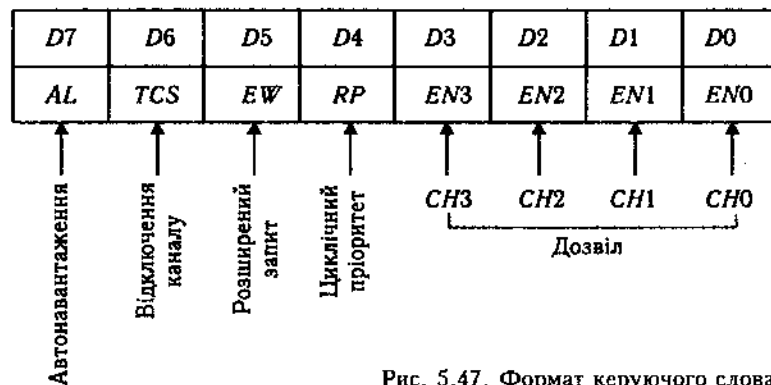 D7 D6 D5 D4 D3 D2 D1 D0
AL TCS EW RP EN3 EN2 EN1 EN0
Автонавантаження
Відключення
каналу
Розширений
запит
Циклічний
пріоритет
CH3 CH2 CH1 CH0
Дозвіл
Рис. 5.47. Формат керуючого слова